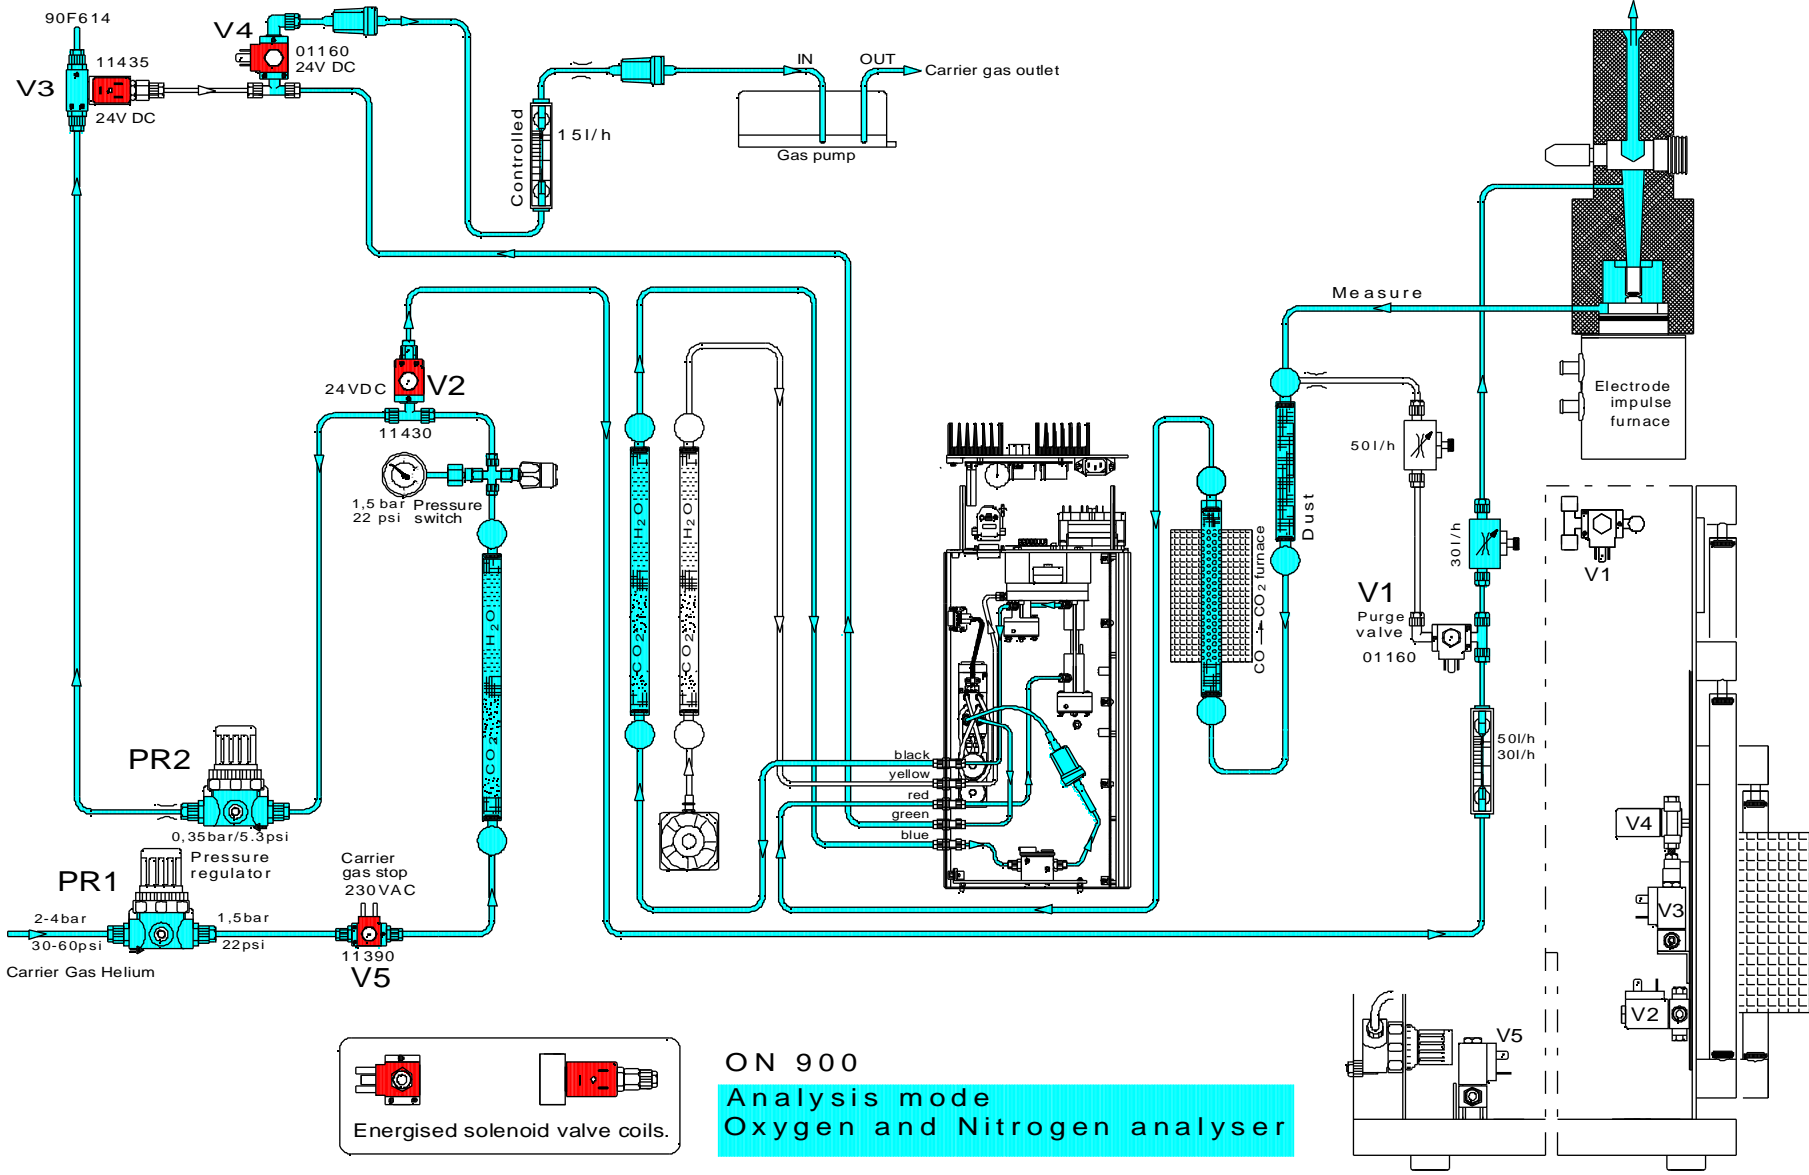 90F614
V3
11435
24V DC
V4
01160
24V DC
Controlled
15l/h
IN
OUT
Carrier gas outlet
Gas pump
Measure
Electrode
impulse
furnace
24VDC
V2
11430
1,5 bar
22 psi
Pressure
switch
CO2
H2O
CO2
H2O
CO2
H2O
CO → CO2 furnace
Dust
50l/h
30l/h
V1
Purge
valve
01160
50l/h
30l/h
V1
PR2
0,35bar/5.3psi
Pressure
regulator
PR1
2-4bar
30-60psi
1,5bar
22psi
Carrier Gas Helium
Carrier
gas stop
230VAC
11390
V5
black
yellow
red
green
blue
V4
V3
V2
V5
Energised solenoid valve coils.
ON 900
Analysis mode
Oxygen and Nitrogen analyser